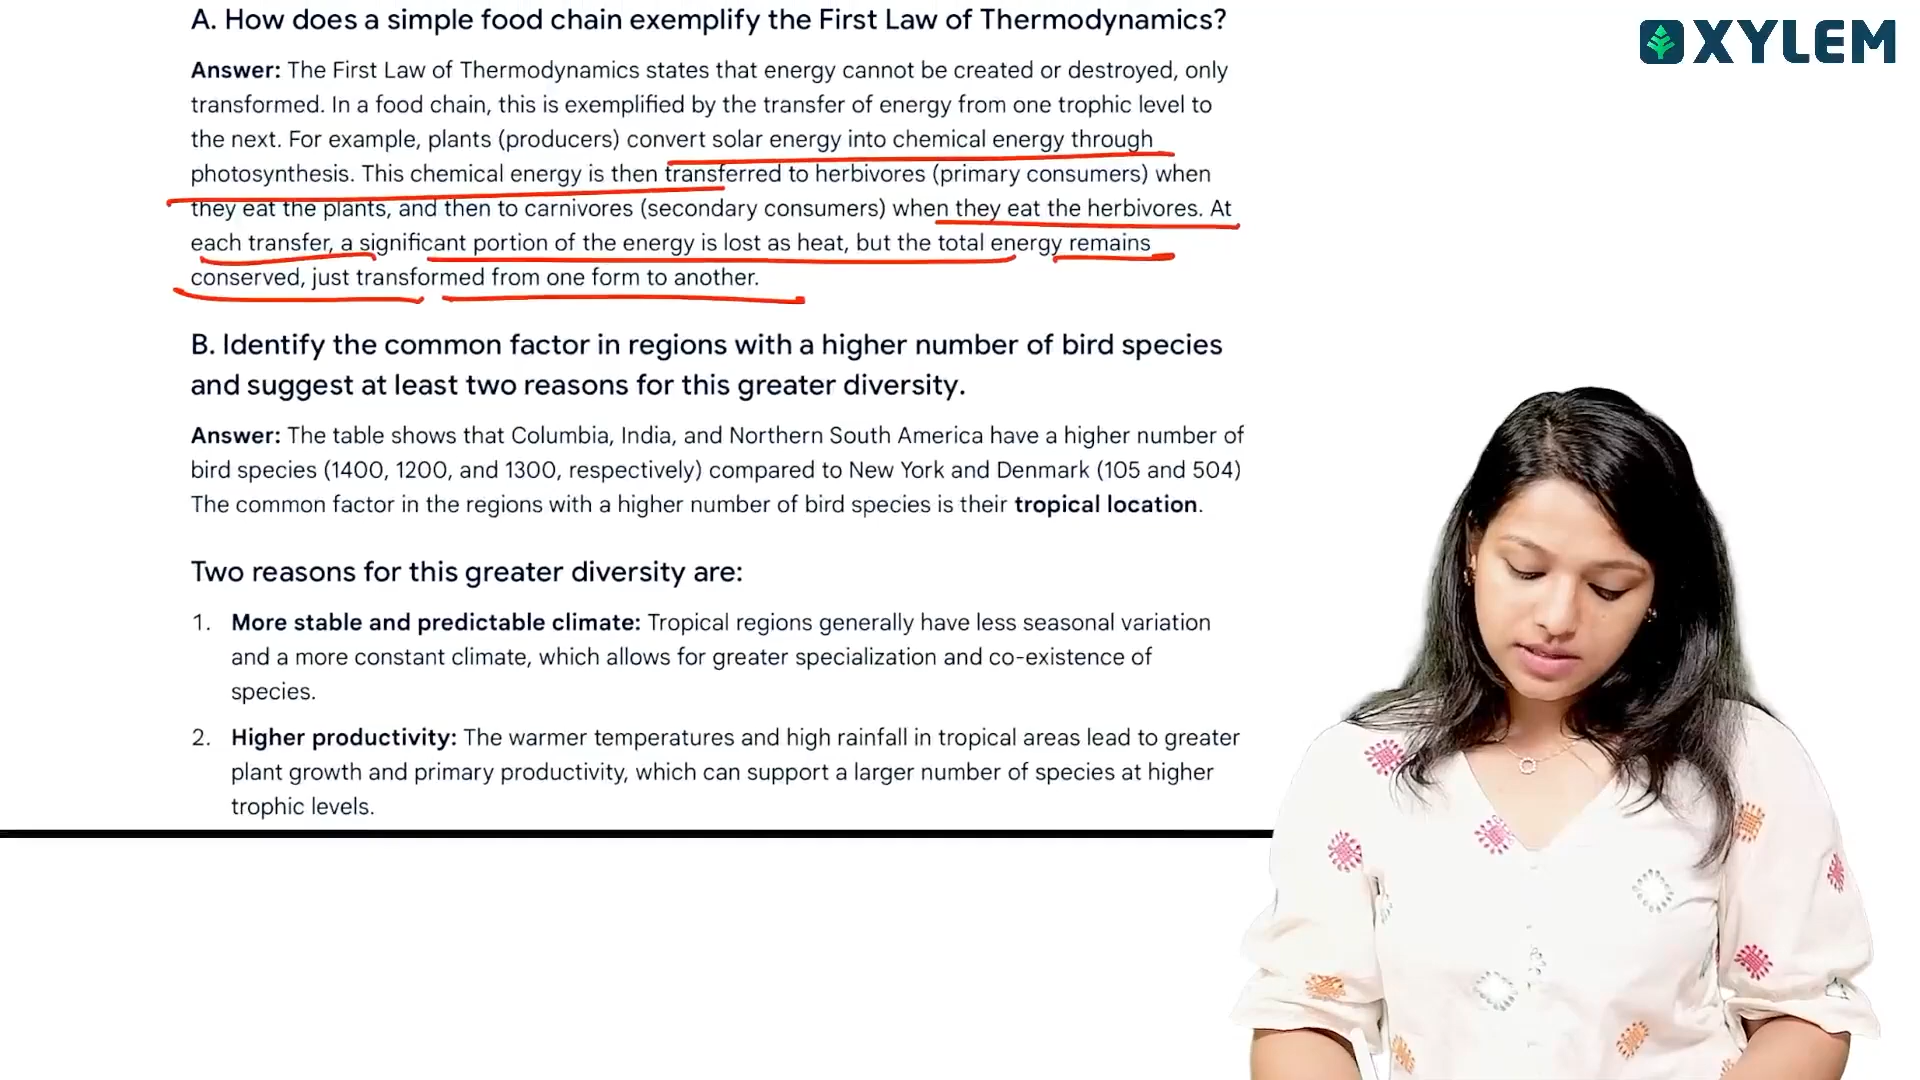 A. How does a simple food chain exemplify the First Law of Thermodynamics?
XYLEM
Answer: The First Law of Thermodynamics states that energy cannot be created or destroyed, only
transformed. In a food chain, this is exemplified by the transfer of energy from one trophic level to
the next. For example, plants (producers) convert solar energy into chemical energy through
photosynthesis. This chemical energy is then transferred to herbivores (primary consumers) when
they eat the plants, and then to carnivores (secondary consumers) when they eat the herbivores. At
each transfer, a significant portion of the energy is lost as heat, but the total energy remains
conserved, just transformed from one form to another.
B. Identify the common factor in regions with a higher number of bird species
and suggest at least two reasons for this greater diversity.
Answer: The table shows that Columbia, India, and Northern South America have a higher number of
bird species (1400, 1200, and 1300, respectively) compared to New York and Denmark (105 and 504)
The common factor in the regions with a higher number of bird species is their tropical location.
Two reasons for this greater diversity are:
1. More stable and predictable climate: Tropical regions generally have less seasonal variation
and a more constant climate, which allows for greater specialization and co-existence of
species.
2. Higher productivity: The warmer temperatures and high rainfall in tropical areas lead to greater
plant growth and primary productivity, which can support a larger number of species at higher
trophic levels.